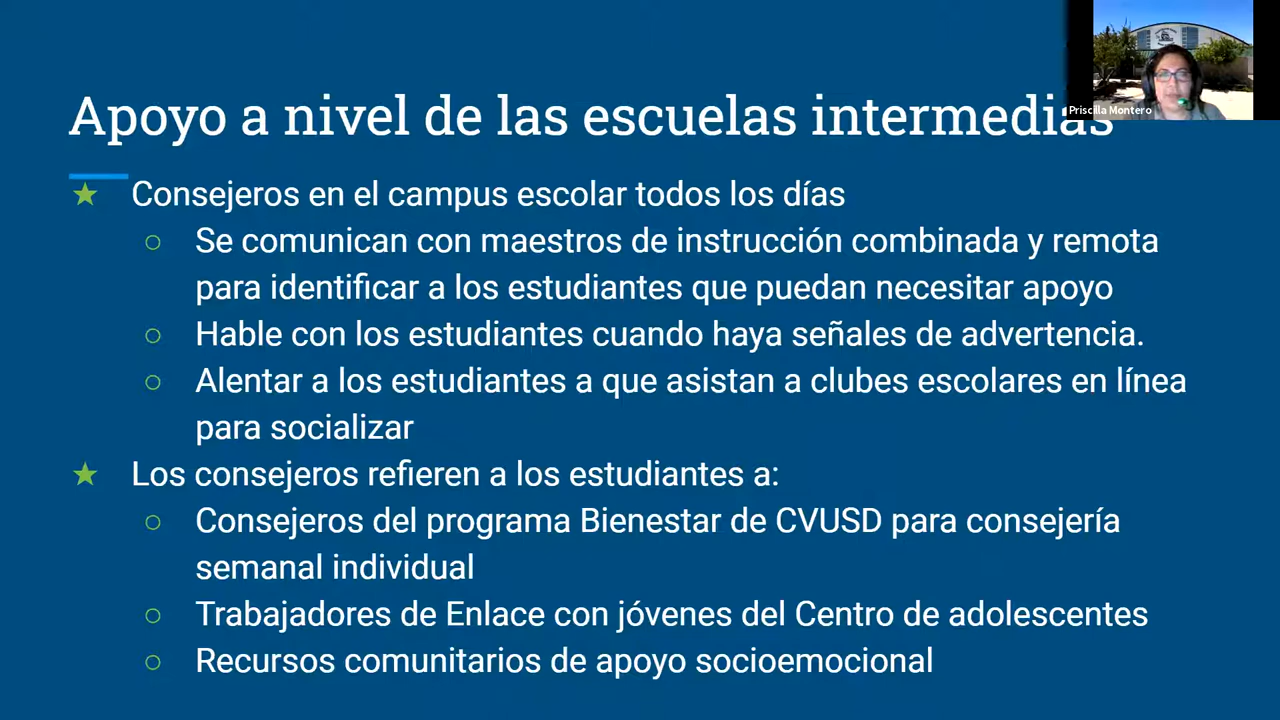 Apoyo a nivel de las escuelas intermedias
Priscilla Montero
★ Consejeros en el campus escolar todos los días
○ Se comunican con maestros de instrucción combinada y remota
para identificar a los estudiantes que puedan necesitar apoyo
○ Hable con los estudiantes cuando haya señales de advertencia.
○ Alentar a los estudiantes a que asistan a clubes escolares en línea
para socializar
★ Los consejeros refieren a los estudiantes a:
○ Consejeros del programa Bienestar de CVUSD para consejería
semanal individual
○ Trabajadores de Enlace con jóvenes del Centro de adolescentes
○ Recursos comunitarios de apoyo socioemocional